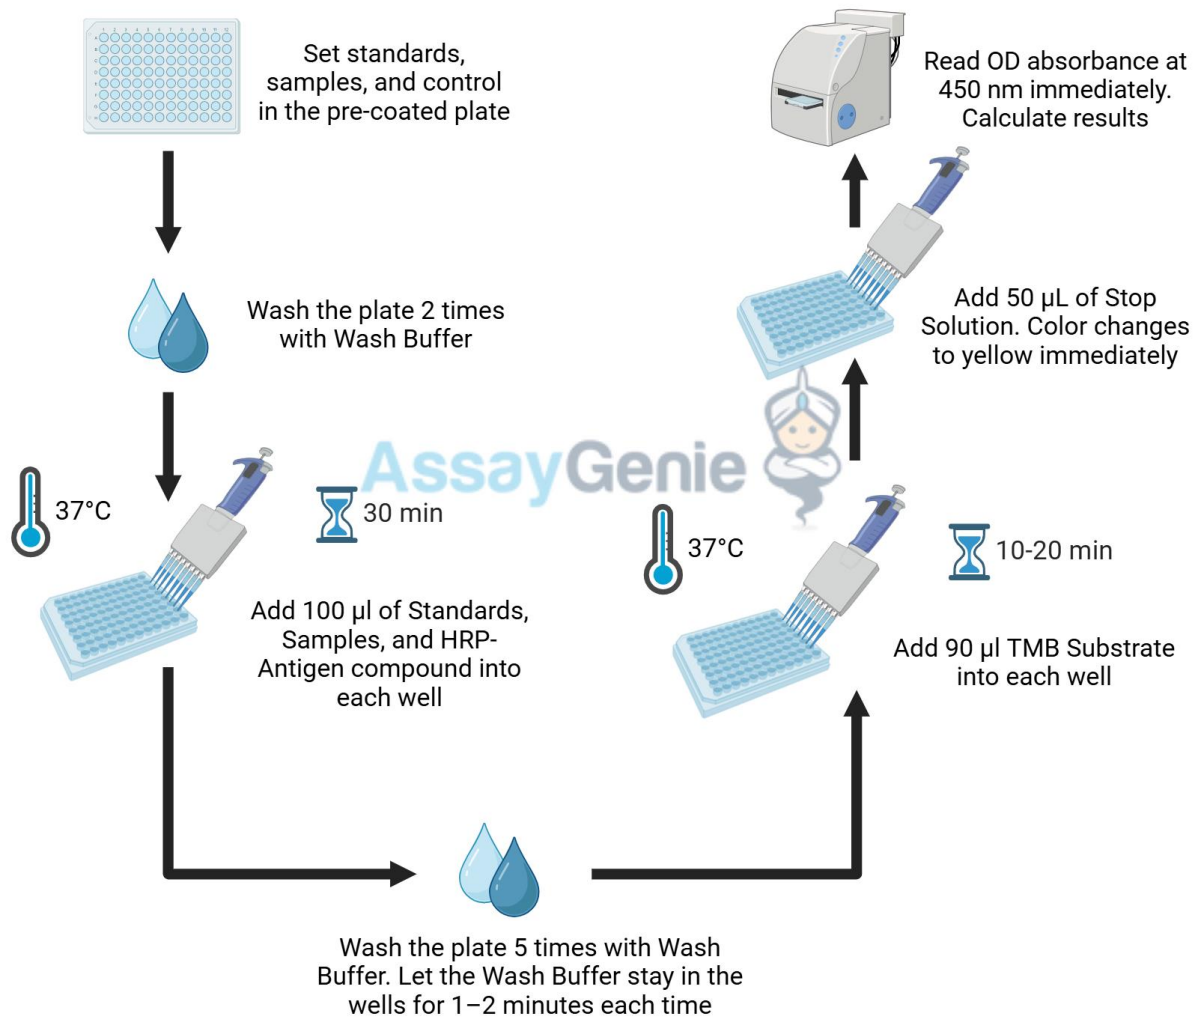 Set standards,
samples, and control
in the pre-coated plate
Wash the plate 2 times
with Wash Buffer
37°C
30 min
Add 100 µl of Standards,
Samples, and HRP-
Antigen compound into
each well
Wash the plate 5 times with Wash
Buffer. Let the Wash Buffer stay in the
wells for 1–2 minutes each time
37°C
10-20 min
Add 90 µl TMB Substrate
into each well
Add 50 µL of Stop
Solution. Color changes
to yellow immediately
Read OD absorbance at
450 nm immediately.
Calculate results
AssayGenie